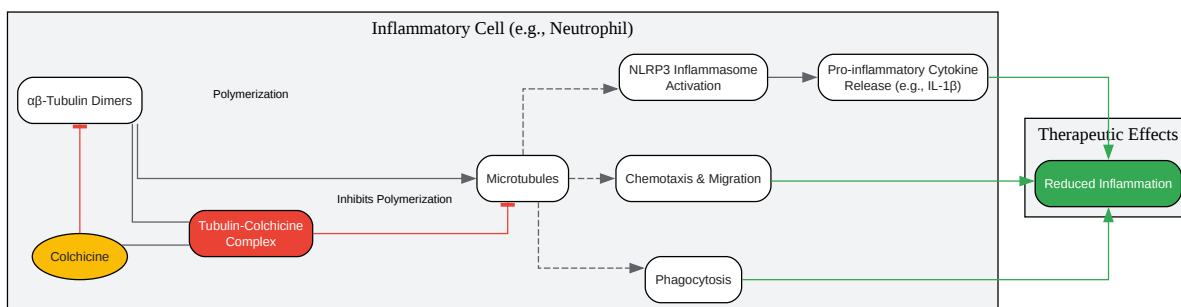 Inflammatory Cell (e.g., Neutrophil)
NLRP3 Inflammasome
Activation
Pro-inflammatory Cytokine
Release (e.g., IL-1β)
αβ-Tubulin Dimers
Polymerization
Therapeutic Effects
Microtubules
Chemotaxis & Migration
Reduced Inflammation
Inhibits Polymerization
Tubulin-Colchicine
Complex
Colchicine
Phagocytosis